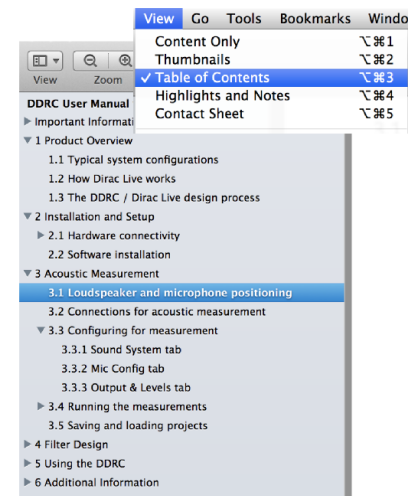 View Go Tools Bookmarks Windo
Content Only ⌥⌘1
Thumbnails ⌥⌘2
✓ Table of Contents ⌥⌘3
Highlights and Notes ⌥⌘4
Contact Sheet ⌥⌘5
View Zoom
DDRC User Manual
Important Informati
1 Product Overview
1.1 Typical system configurations
1.2 How Dirac Live works
1.3 The DDRC / Dirac Live design process
2 Installation and Setup
2.1 Hardware connectivity
2.2 Software installation
3 Acoustic Measurement
3.1 Loudspeaker and microphone positioning
3.2 Connections for acoustic measurement
3.3 Configuring for measurement
3.3.1 Sound System tab
3.3.2 Mic Config tab
3.3.3 Output & Levels tab
3.4 Running the measurements
3.5 Saving and loading projects
4 Filter Design
5 Using the DDRC
6 Additional Information